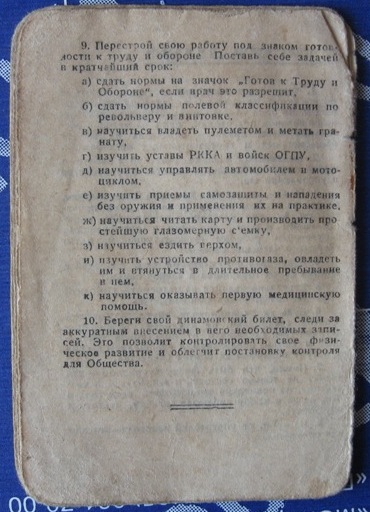 9. Перестрой свою работу под знаком готов-
ности к труду и обороне Поставь себе задачей
в кратчайший срок:
а) сдать нормы на значок „Готов к Труду и
Обороне“, если врач это разрешит,
б) сдать нормы полевой классификации по
револьверу и винтовке,
в) научиться владеть пулеметом и метать гра-
нату,
г) изучить уставы РККА и войск ОГПУ,
д) научиться управлять автомобилем и мото-
циклом,
е) изучить приемы самозащиты и нападения
без оружия и применения их на практике,
ж) научиться читать карту и производить про-
стейшую глазомерную с'емку,
з) научиться ездить верхом,
и) изучить устройство противогаза, овладеть
им и втянуться в длительное пребывание
в нем,
к) научиться оказывать первую медицинскую
помощь.
10. Береги свой динамовский билет, следи за
аккуратным внесением в него необходимых запи-
сей. Это позволит контролировать свое физи-
ческое развитие и облегчит постановку контроля
для Общества.